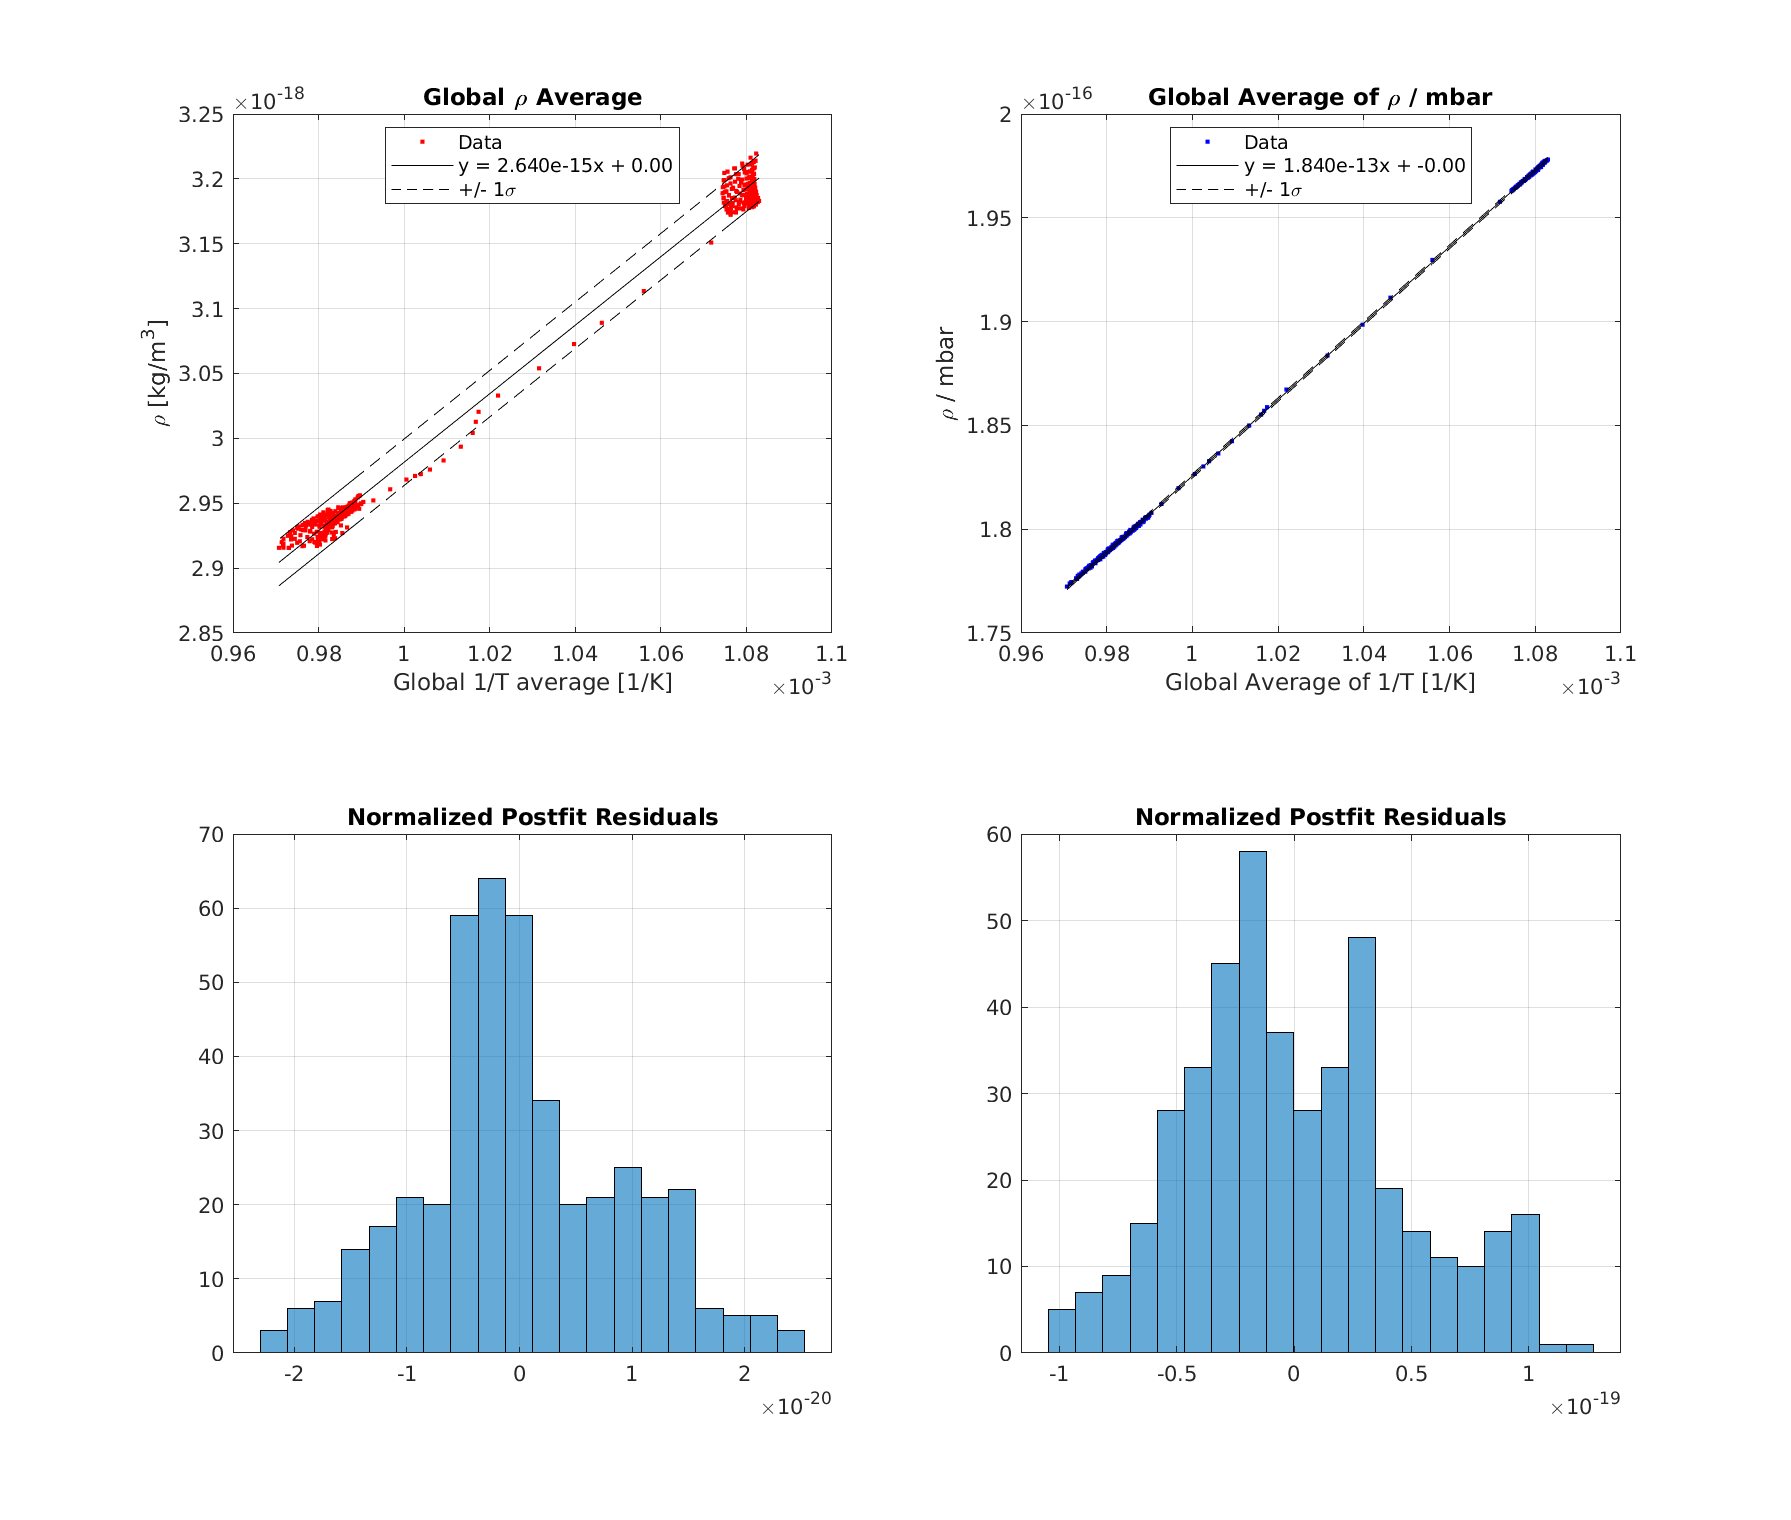 Global ρ Average
×10-18
3.25
3.2
3.15
3.1
3.05
3
2.95
2.9
2.85
ρ [kg/m3]
Data
y = 2.640e-15x + 0.00
+/- 1σ
0.96 0.98 1 1.02 1.04 1.06 1.08 1.1
Global 1/T average [1/K]
×10-3
Global Average of ρ / mbar
×10-16
2
1.95
1.9
1.85
1.8
1.75
ρ / mbar
Data
y = 1.840e-13x + -0.00
+/- 1σ
0.96 0.98 1 1.02 1.04 1.06 1.08 1.1
Global Average of 1/T [1/K]
×10-3
Normalized Postfit Residuals
70
60
50
40
30
20
10
0
-2 -1 0 1 2
×10-20
Normalized Postfit Residuals
60
50
40
30
20
10
0
-1 -0.5 0 0.5 1
×10-19